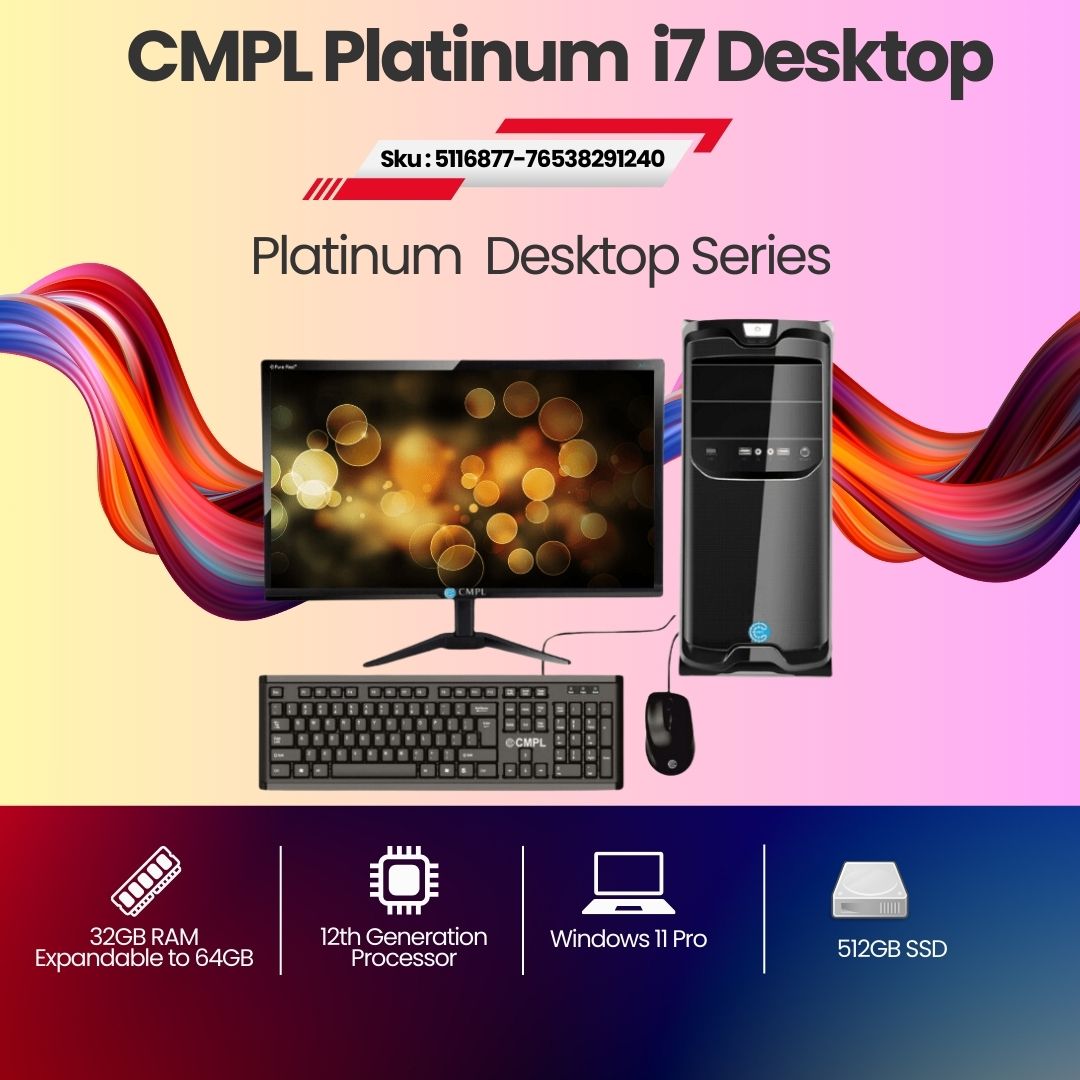 CMPL Platinum i7 Desktop
Sku : 5116877-76538291240
Platinum Desktop Series
CMPL
CMPL
32GB RAM
Expandable to 64GB
12th Generation
Processor
Windows 11 Pro
512GB SSD